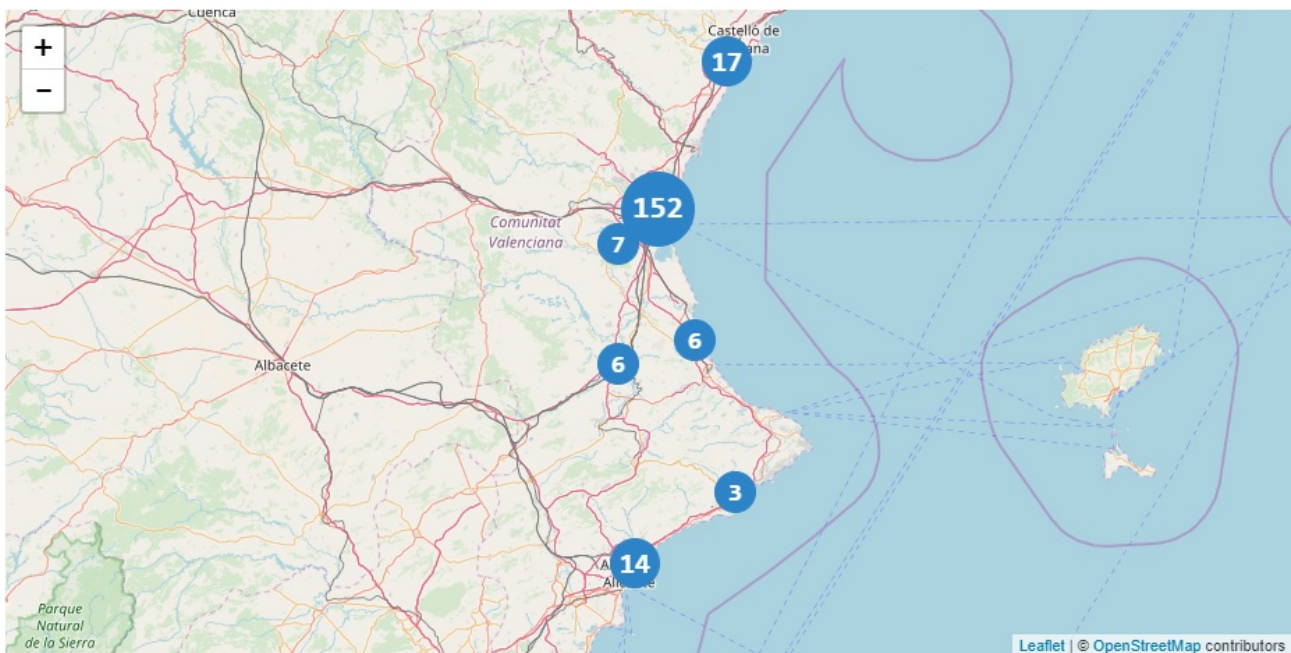 Cuenca
+
−
Castelló de
17
152
Comunitat
Valenciana
7
6
Albacete
6
3
14
Parque
Natural
de la Sierra
Leaflet | © OpenStreetMap contributors